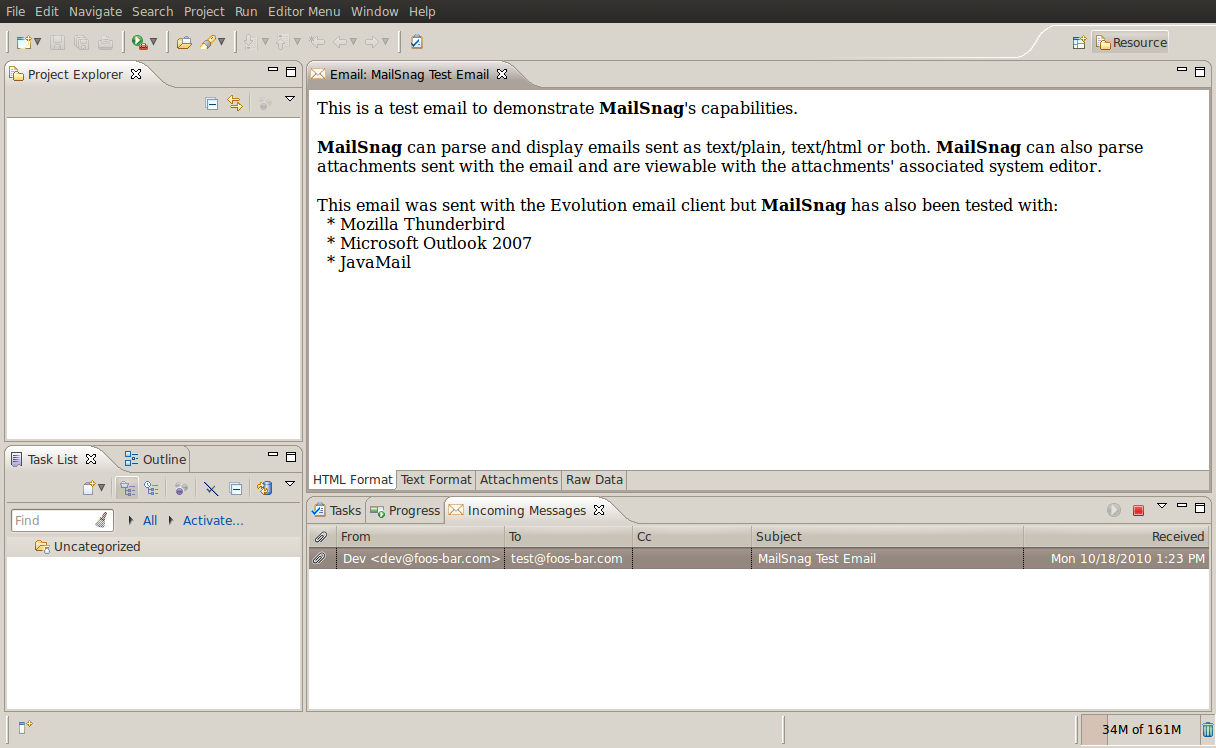 File Edit Navigate Search Project Run Editor Menu Window Help
Resource
Project Explorer
Email: MailSnag Test Email
This is a test email to demonstrate MailSnag's capabilities.
MailSnag can parse and display emails sent as text/plain, text/html or both. MailSnag can also parse
attachments sent with the email and are viewable with the attachments' associated system editor.
This email was sent with the Evolution email client but MailSnag has also been tested with:
* Mozilla Thunderbird
* Microsoft Outlook 2007
* JavaMail
HTML Format Text Format Attachments Raw Data
Task List Outline
Find All Activate...
Uncategorized
Tasks Progress Incoming Messages
From To Cc Subject Received
Dev <dev@foos-bar.com> test@foos-bar.com MailSnag Test Email Mon 10/18/2010 1:23 PM
34M of 161M